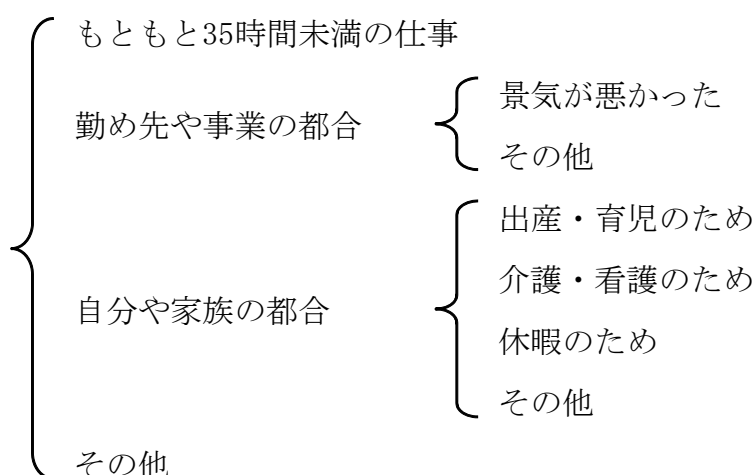 もともと35時間未満の仕事
勤め先や事業の都合
景気が悪かった
その他
自分や家族の都合
出産・育児のため
介護・看護のため
休暇のため
その他
その他